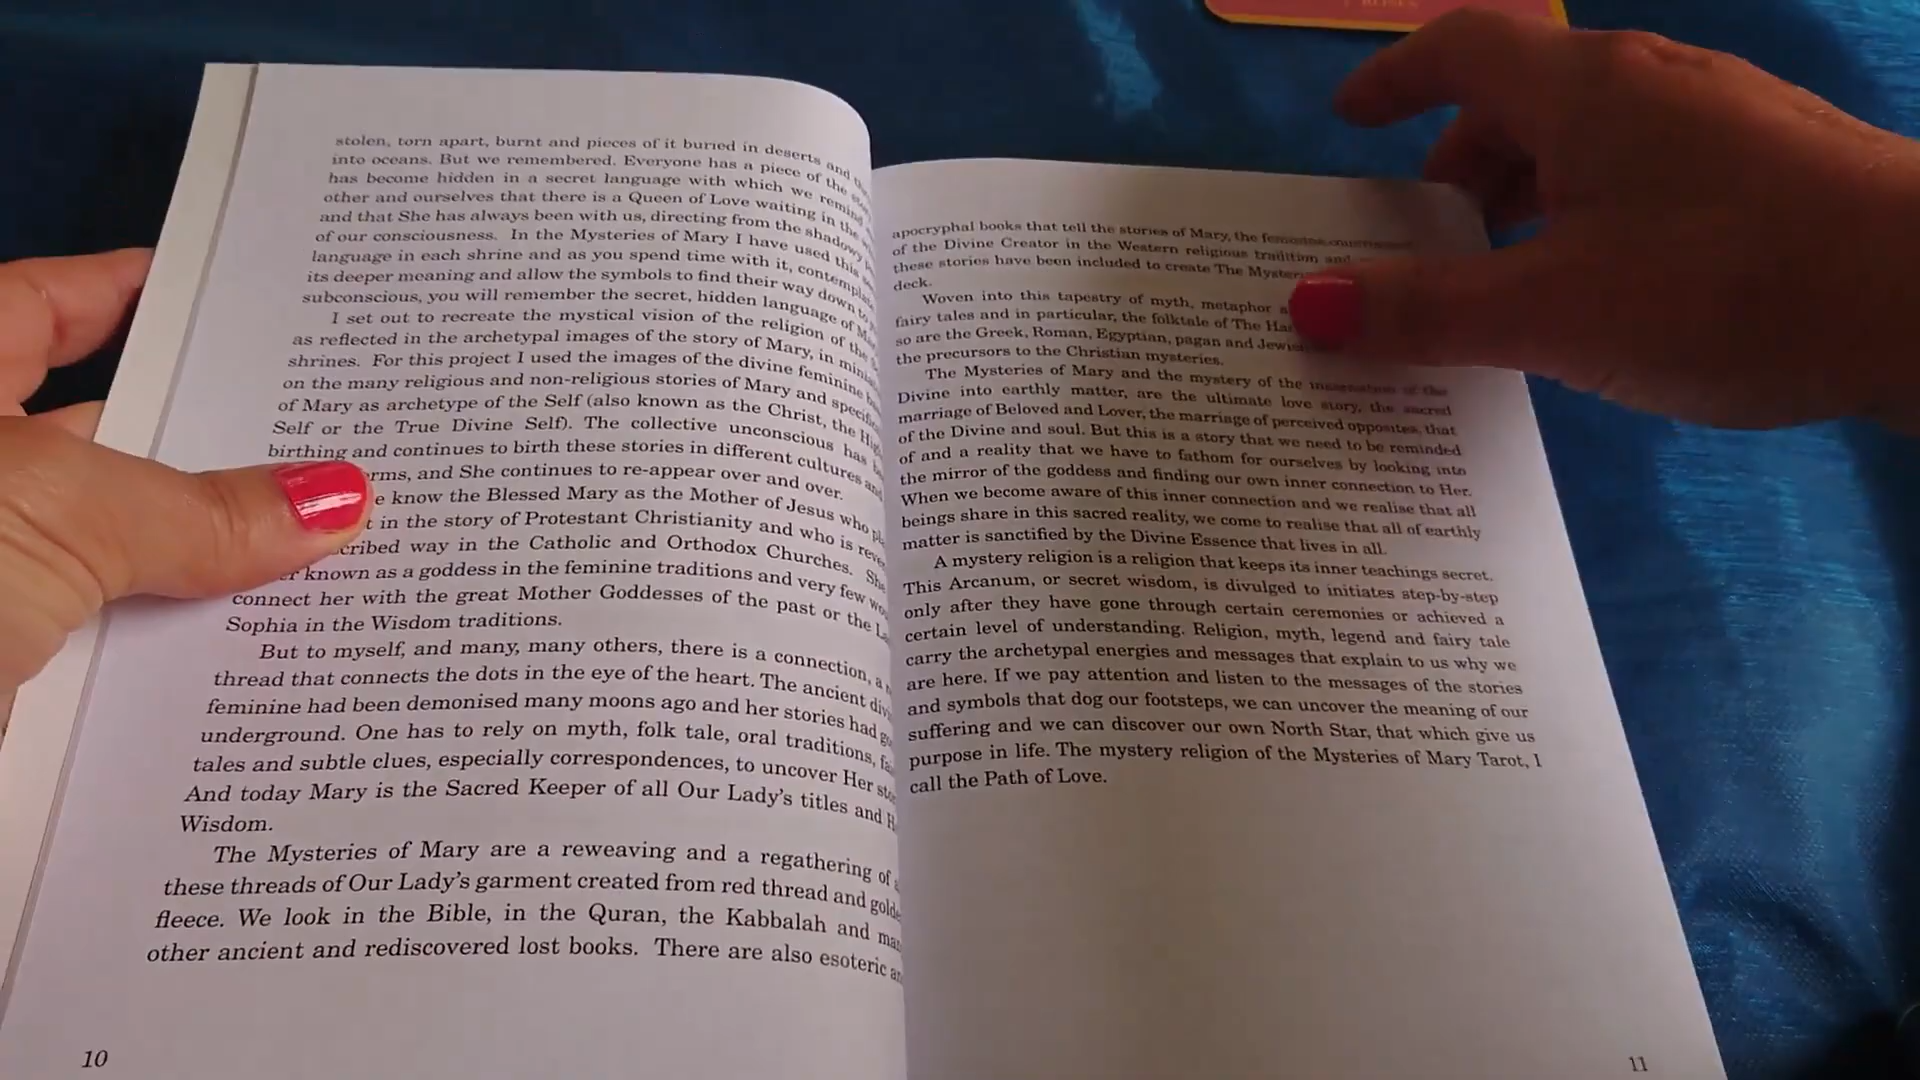 ROSES
stolen, torn apart, burnt and pieces of it buried in deserts and
into oceans. But we remembered. Everyone has a piece of the story
has become hidden in a secret language with which we remind
other and ourselves that there is a Queen of Love waiting in the
and that She has always been with us, directing from the shadowy
of our consciousness. In the Mysteries of Mary I have used this
language in each shrine and as you spend time with it, contemplate
its deeper meaning and allow the symbols to find their way down to
subconscious, you will remember the secret, hidden language of
I set out to recreate the mystical vision of the religion of the
as reflected in the archetypal images of the story of Mary, in
shrines. For this project I used the images of the divine feminine
on the many religious and non-religious stories of Mary and
of Mary as archetype of the Self (also known as the Christ, the
Self or the True Divine Self). The collective unconscious has
birthing and continues to birth these stories in different cultures and
rms, and She continues to re-appear over and over.
e know the Blessed Mary as the Mother of Jesus who
t in the story of Protestant Christianity and who is
cribed way in the Catholic and Orthodox Churches. She
er known as a goddess in the feminine traditions and very few
connect her with the great Mother Goddesses of the past or the
Sophia in the Wisdom traditions.
But to myself, and many, many others, there is a connection, a
thread that connects the dots in the eye of the heart. The ancient
feminine had been demonised many moons ago and her stories had
underground. One has to rely on myth, folk tale, oral traditions,
tales and subtle clues, especially correspondences, to uncover Her
And today Mary is the Sacred Keeper of all Our Lady's titles and
Wisdom.
The Mysteries of Mary are a reweaving and a regathering of
these threads of Our Lady's garment created from red thread and
fleece. We look in the Bible, in the Quran, the Kabbalah and
other ancient and rediscovered lost books. There are also esoteric
10
apocryphal books that tell the stories of Mary, the feminine
of the Divine Creator in the Western religious tradition and
these stories have been included to create The
deck.
Woven into this tapestry of myth, metaphor
fairy tales and in particular, the folktale of The
so are the Greek, Roman, Egyptian, pagan and
the precursors to the Christian mysteries.
The Mysteries of Mary and the mystery of the incarnation of the
Divine into earthly matter, are the ultimate love story, the sacred
marriage of Beloved and Lover, the marriage of perceived opposites, that
of the Divine and soul. But this is a story that we need to be reminded
of and a reality that we have to fathom for ourselves by looking into
the mirror of the goddess and finding our own inner connection to Her.
When we become aware of this inner connection and we realise that all
beings share in this sacred reality, we come to realise that all of earthly
matter is sanctified by the Divine Essence that lives in all.
A mystery religion is a religion that keeps its inner teachings secret.
This Arcanum, or secret wisdom, is divulged to initiates step-by-step
only after they have gone through certain ceremonies or achieved a
certain level of understanding. Religion, myth, legend and fairy tale
carry the archetypal energies and messages that explain to us why we
are here. If we pay attention and listen to the messages of the stories
and symbols that dog our footsteps, we can uncover the meaning of our
suffering and we can discover our own North Star, that which give us
purpose in life. The mystery religion of the Mysteries of Mary Tarot, I
call the Path of Love.
11